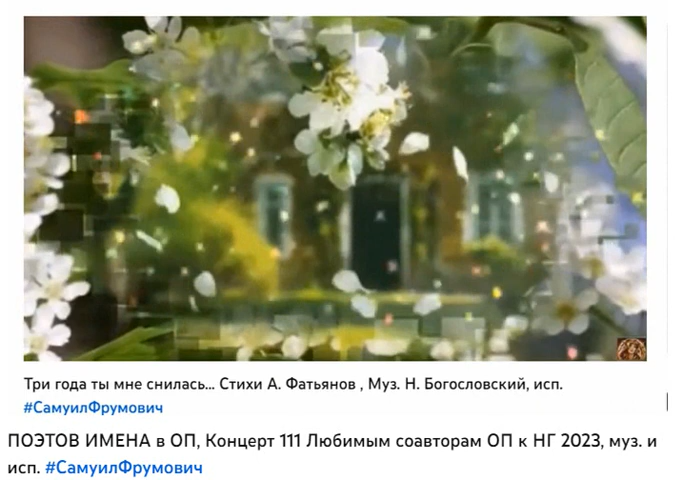 Три года ты мне снилась... Стихи А. Фатьянов , Муз. Н. Богословский, исп.
#СамуилФрумович
ПОЭТОВ ИМЕНА в ОП, Концерт 111 Любимым соавторам ОП к НГ 2023, муз. и
исп. #СамуилФрумович